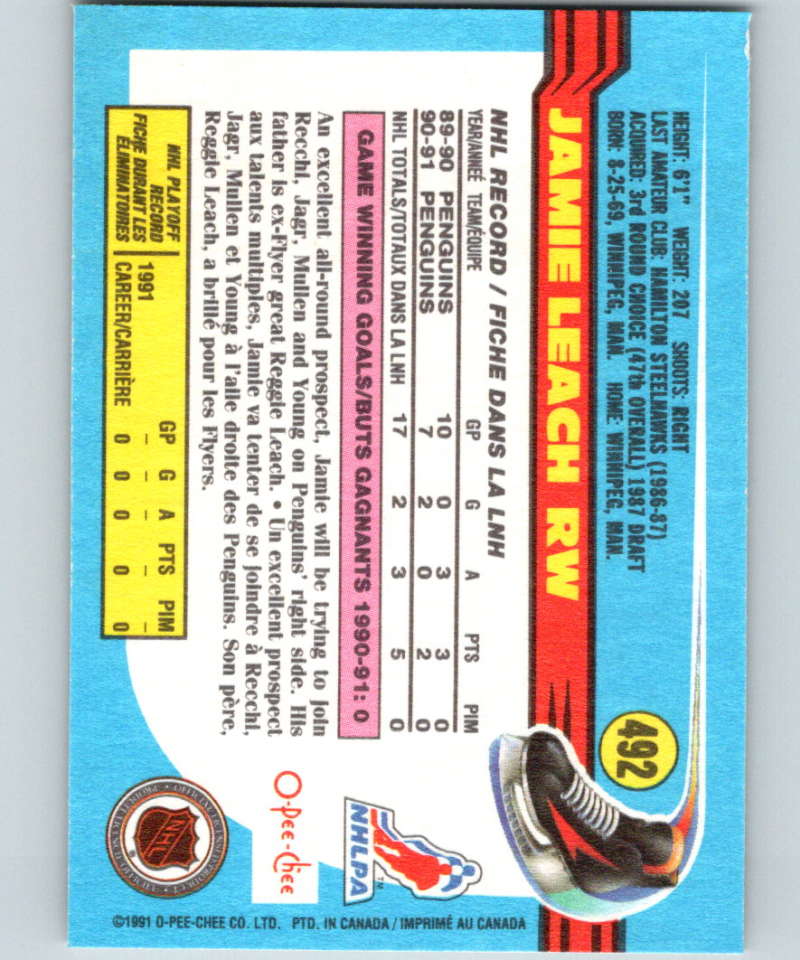 492
HEIGHT: 6'1"  WEIGHT: 207  SHOOTS: RIGHT
LAST AMATEUR CLUB: HAMILTON STEELHAWKS (1986-87)
ACQUIRED: 3rd ROUND CHOICE (47th OVERALL) 1987 DRAFT
BORN: 8-25-69, WINNIPEG, MAN.  HOME: WINNIPEG, MAN.
JAMIE LEACH RW
NHL RECORD / FICHE DANS LA LNH
YEAR/ANNÉE TEAM/ÉQUIPE GP G A PTS PIM
89-90 PENGUINS 10 0 3 3 0
90-91 PENGUINS 7 2 0 2 0
NHL TOTALS/TOTAUX DANS LA LNH 17 2 3 5 0
GAME WINNING GOALS/BUTS GAGNANTS 1990-91: 0
An excellent, all-round prospect, Jamie will be trying to join
Recchi, Jagr, Mullen and Young on Penguins' right side. His
father is ex-Flyer great Reggie Leach. • Un excellent prospect
aux talents multiples, Jamie va tenter de se joindre à Recchi,
Jagr, Mullen et Young à l'aile droite des Penguins. Son père,
Reggie Leach, a brillé pour les Flyers.
NHL PLAYOFF
RECORD
FICHE DURANT LES
ÉLIMINATOIRES
GP G A PTS PIM
1991 – – – – –
CAREER/CARRIÈRE 0 0 0 0 0
NHLPA
TM
O-Pee-Chee
NHL
©1991 O-PEE-CHEE CO. LTD.  PTD. IN CANADA / IMPRIMÉ AU CANADA